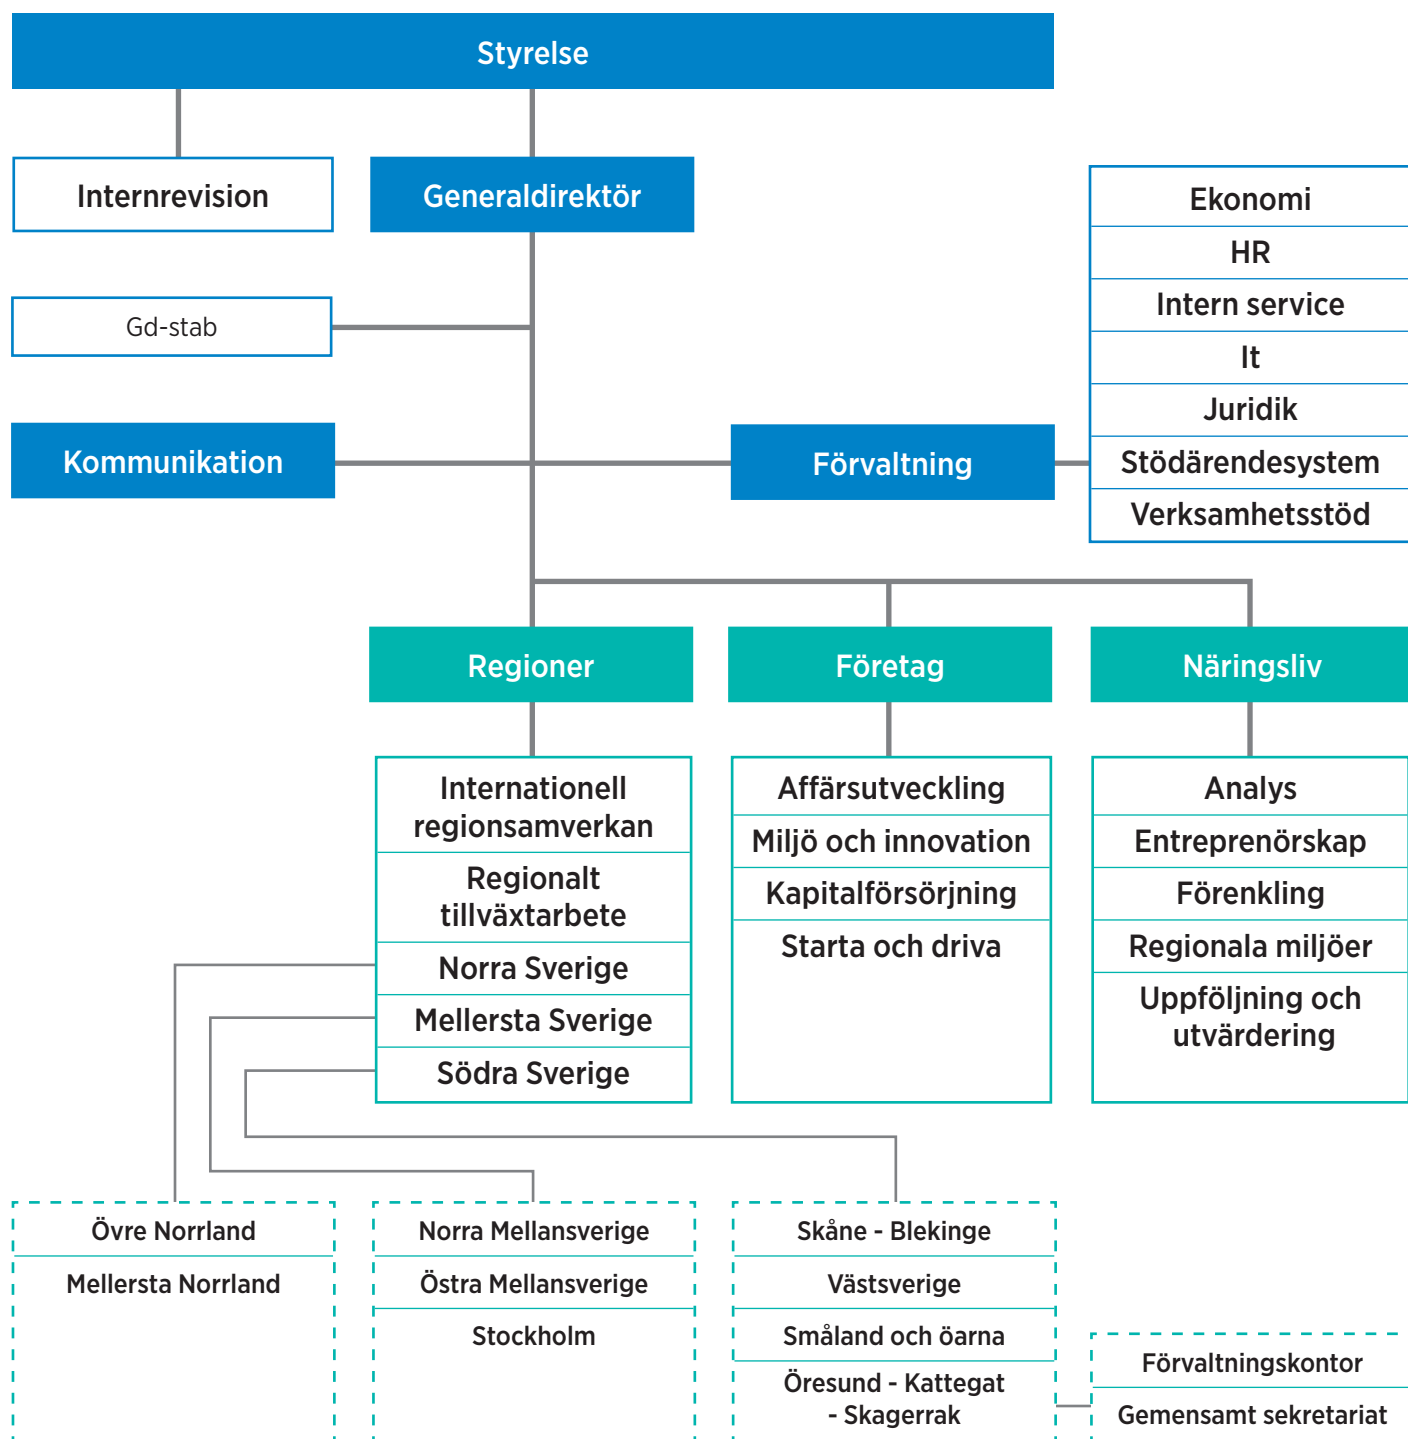 Styrelse
Internrevision
Generaldirektör
Gd-stab
Kommunikation
Förvaltning
Ekonomi
HR
Intern service
It
Juridik
Stödärendesystem
Verksamhetsstöd
Regioner
Företag
Näringsliv
Internationell
regionsamverkan
Regionalt
tillväxtarbete
Norra Sverige
Mellersta Sverige
Södra Sverige
Affärsutveckling
Miljö och innovation
Kapitalförsörjning
Starta och driva
Analys
Entreprenörskap
Förenkling
Regionala miljöer
Uppföljning och
utvärdering
Övre Norrland
Mellersta Norrland
Norra Mellansverige
Östra Mellansverige
Stockholm
Skåne - Blekinge
Västsverige
Småland och öarna
Öresund - Kattegat
- Skagerrak
Förvaltningskontor
Gemensamt sekretariat